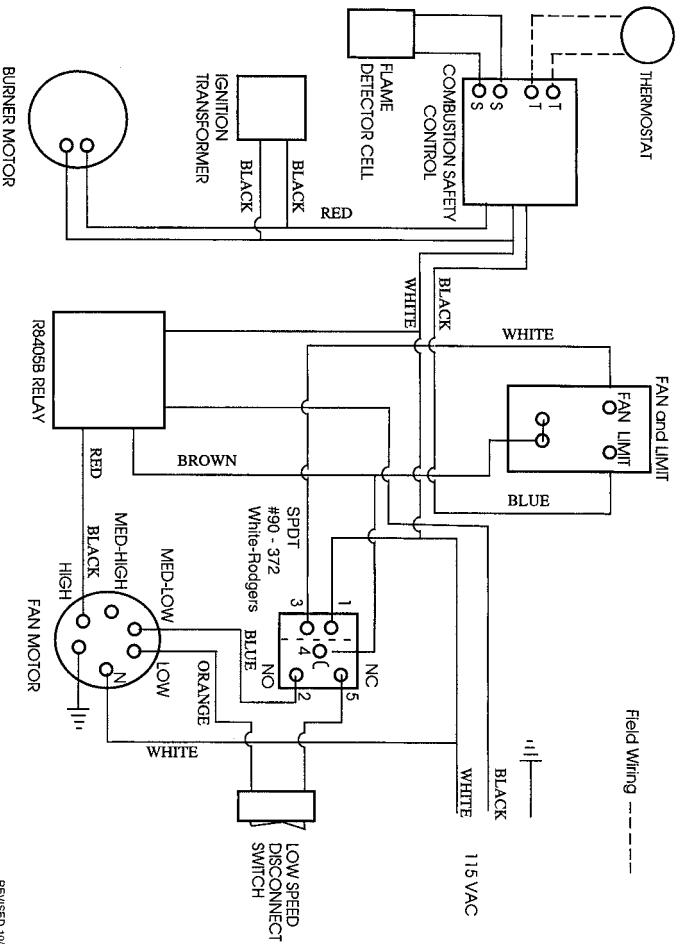 THERMOSTAT
T
T
S
S
FLAME
DETECTOR CELL
COMBUSTION SAFETY
CONTROL
IGNITION
TRANSFORMER
BLACK
BLACK
BURNER MOTOR
RED
BLACK
WHITE
WHITE
FAN and LIMIT
FAN LIMIT
BLUE
R8405B RELAY
RED
BROWN
BLACK
SPDT
#90 - 372
White-Rodgers
3
1
4
C
NO
NC
2
5
MED-LOW
MED-HIGH
HIGH
LOW
N
FAN MOTOR
BLUE
ORANGE
WHITE
LOW SPEED
DISCONNECT
SWITCH
BLACK
WHITE
115 VAC
Field Wiring - - - - - -
REVISED 10/